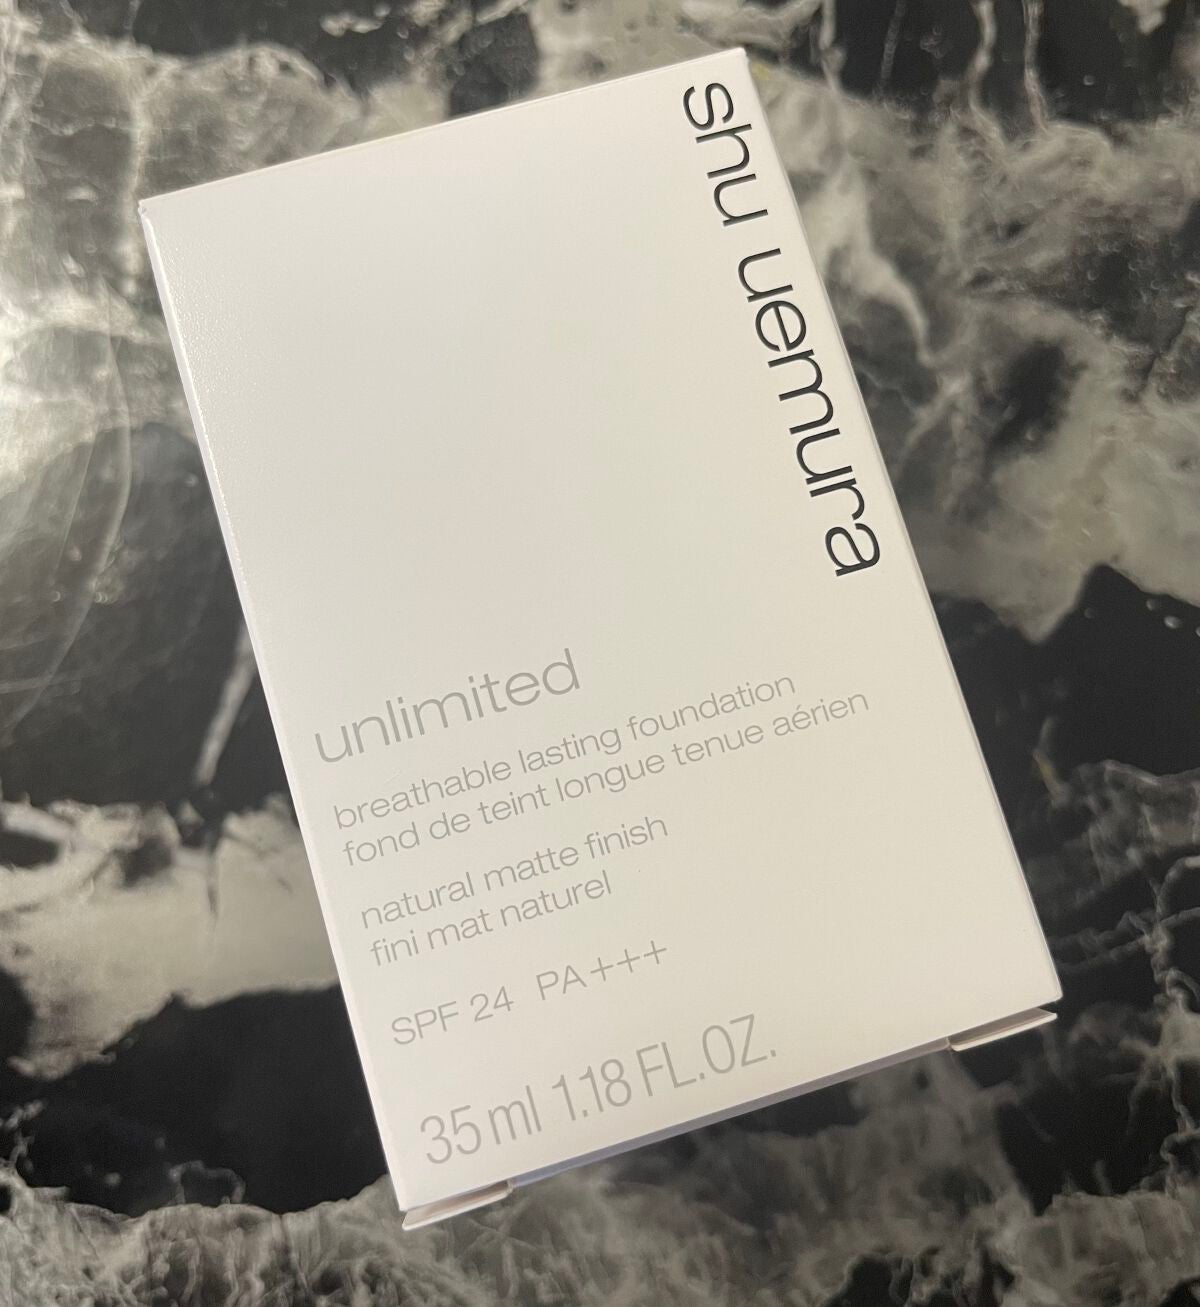 shu uemura
unlimited
breathable lasting foundation
fond de teint longue tenue aérien
natural matte finish
fini mat naturel
SPF 24 PA+++
35 ml 1.18 FL.OZ.